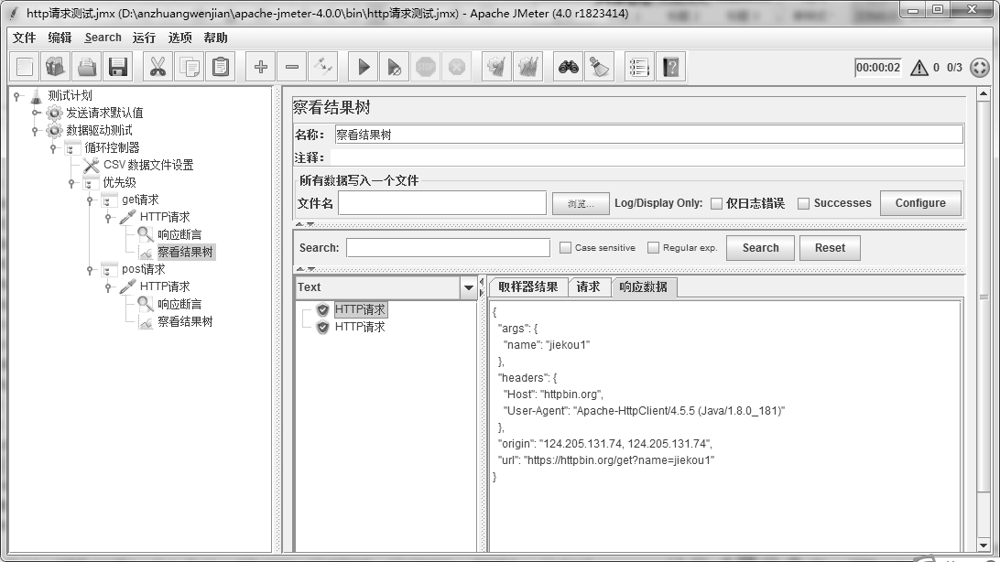 http请求测试.jmx (D:\anzhuangwenjian\apache-jmeter-4.0.0\bin\http请求测试.jmx) - Apache JMeter (4.0 r1823414)
文件 编辑 Search 运行 选项 帮助
STOP
00:00:02 0 0/3
测试计划
发送请求默认值
数据驱动测试
循环控制器
CSV 数据文件设置
优先级
get请求
HTTP请求
响应断言
察看结果树
post请求
HTTP请求
响应断言
察看结果树
察看结果树
名称： 察看结果树
注释：
所有数据写入一个文件
文件名 浏览... Log/Display Only: 仅日志错误 Successes Configure
Search: Case sensitive Regular exp. Search Reset
Text
HTTP请求
HTTP请求
取样器结果 请求 响应数据
{
"args": {
"name": "jiekou1"
},
"headers": {
"Host": "httpbin.org",
"User-Agent": "Apache-HttpClient/4.5.5 (Java/1.8.0_181)"
},
"origin": "124.205.131.74, 124.205.131.74",
"url": "https://httpbin.org/get?name=jiekou1"
}